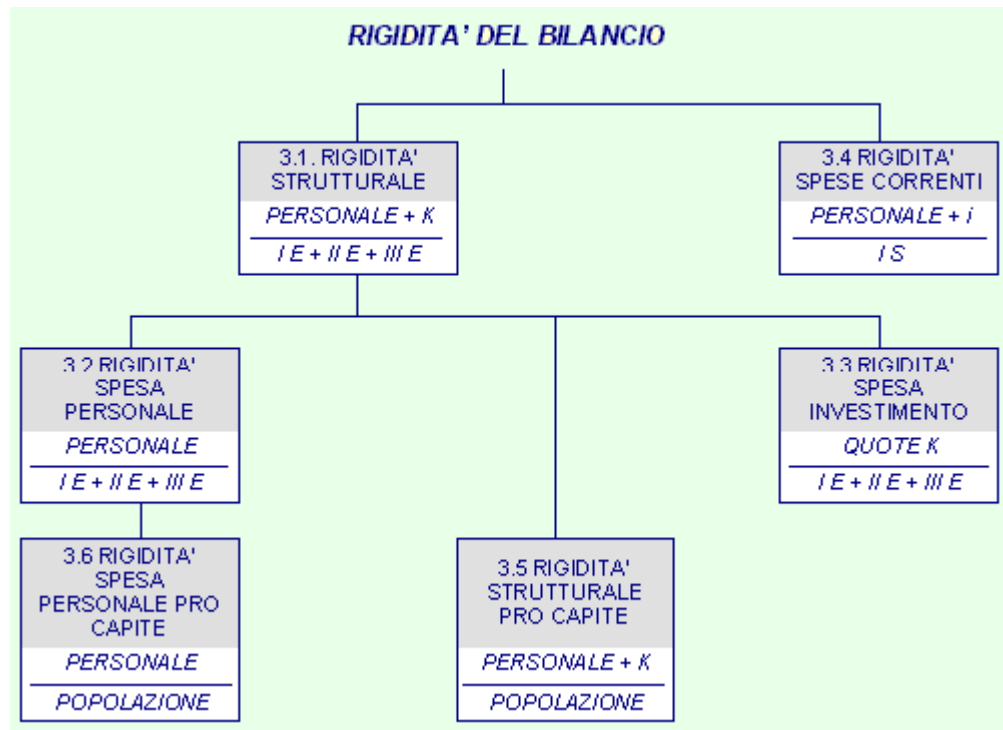 RIGIDITA' DEL BILANCIO
3.1. RIGIDITA'
STRUTTURALE
PERSONALE + K
I E + II E + III E
3.4 RIGIDITA'
SPESE CORRENTI
PERSONALE + i
I S
3.2 RIGIDITA'
SPESA
PERSONALE
PERSONALE
I E + II E + III E
3.3 RIGIDITA'
SPESA
INVESTIMENTO
QUOTE K
I E + II E + III E
3.6 RIGIDITA'
SPESA
PERSONALE PRO
CAPITE
PERSONALE
POPOLAZIONE
3.5 RIGIDITA'
STRUTTURALE
PRO CAPITE
PERSONALE + K
POPOLAZIONE